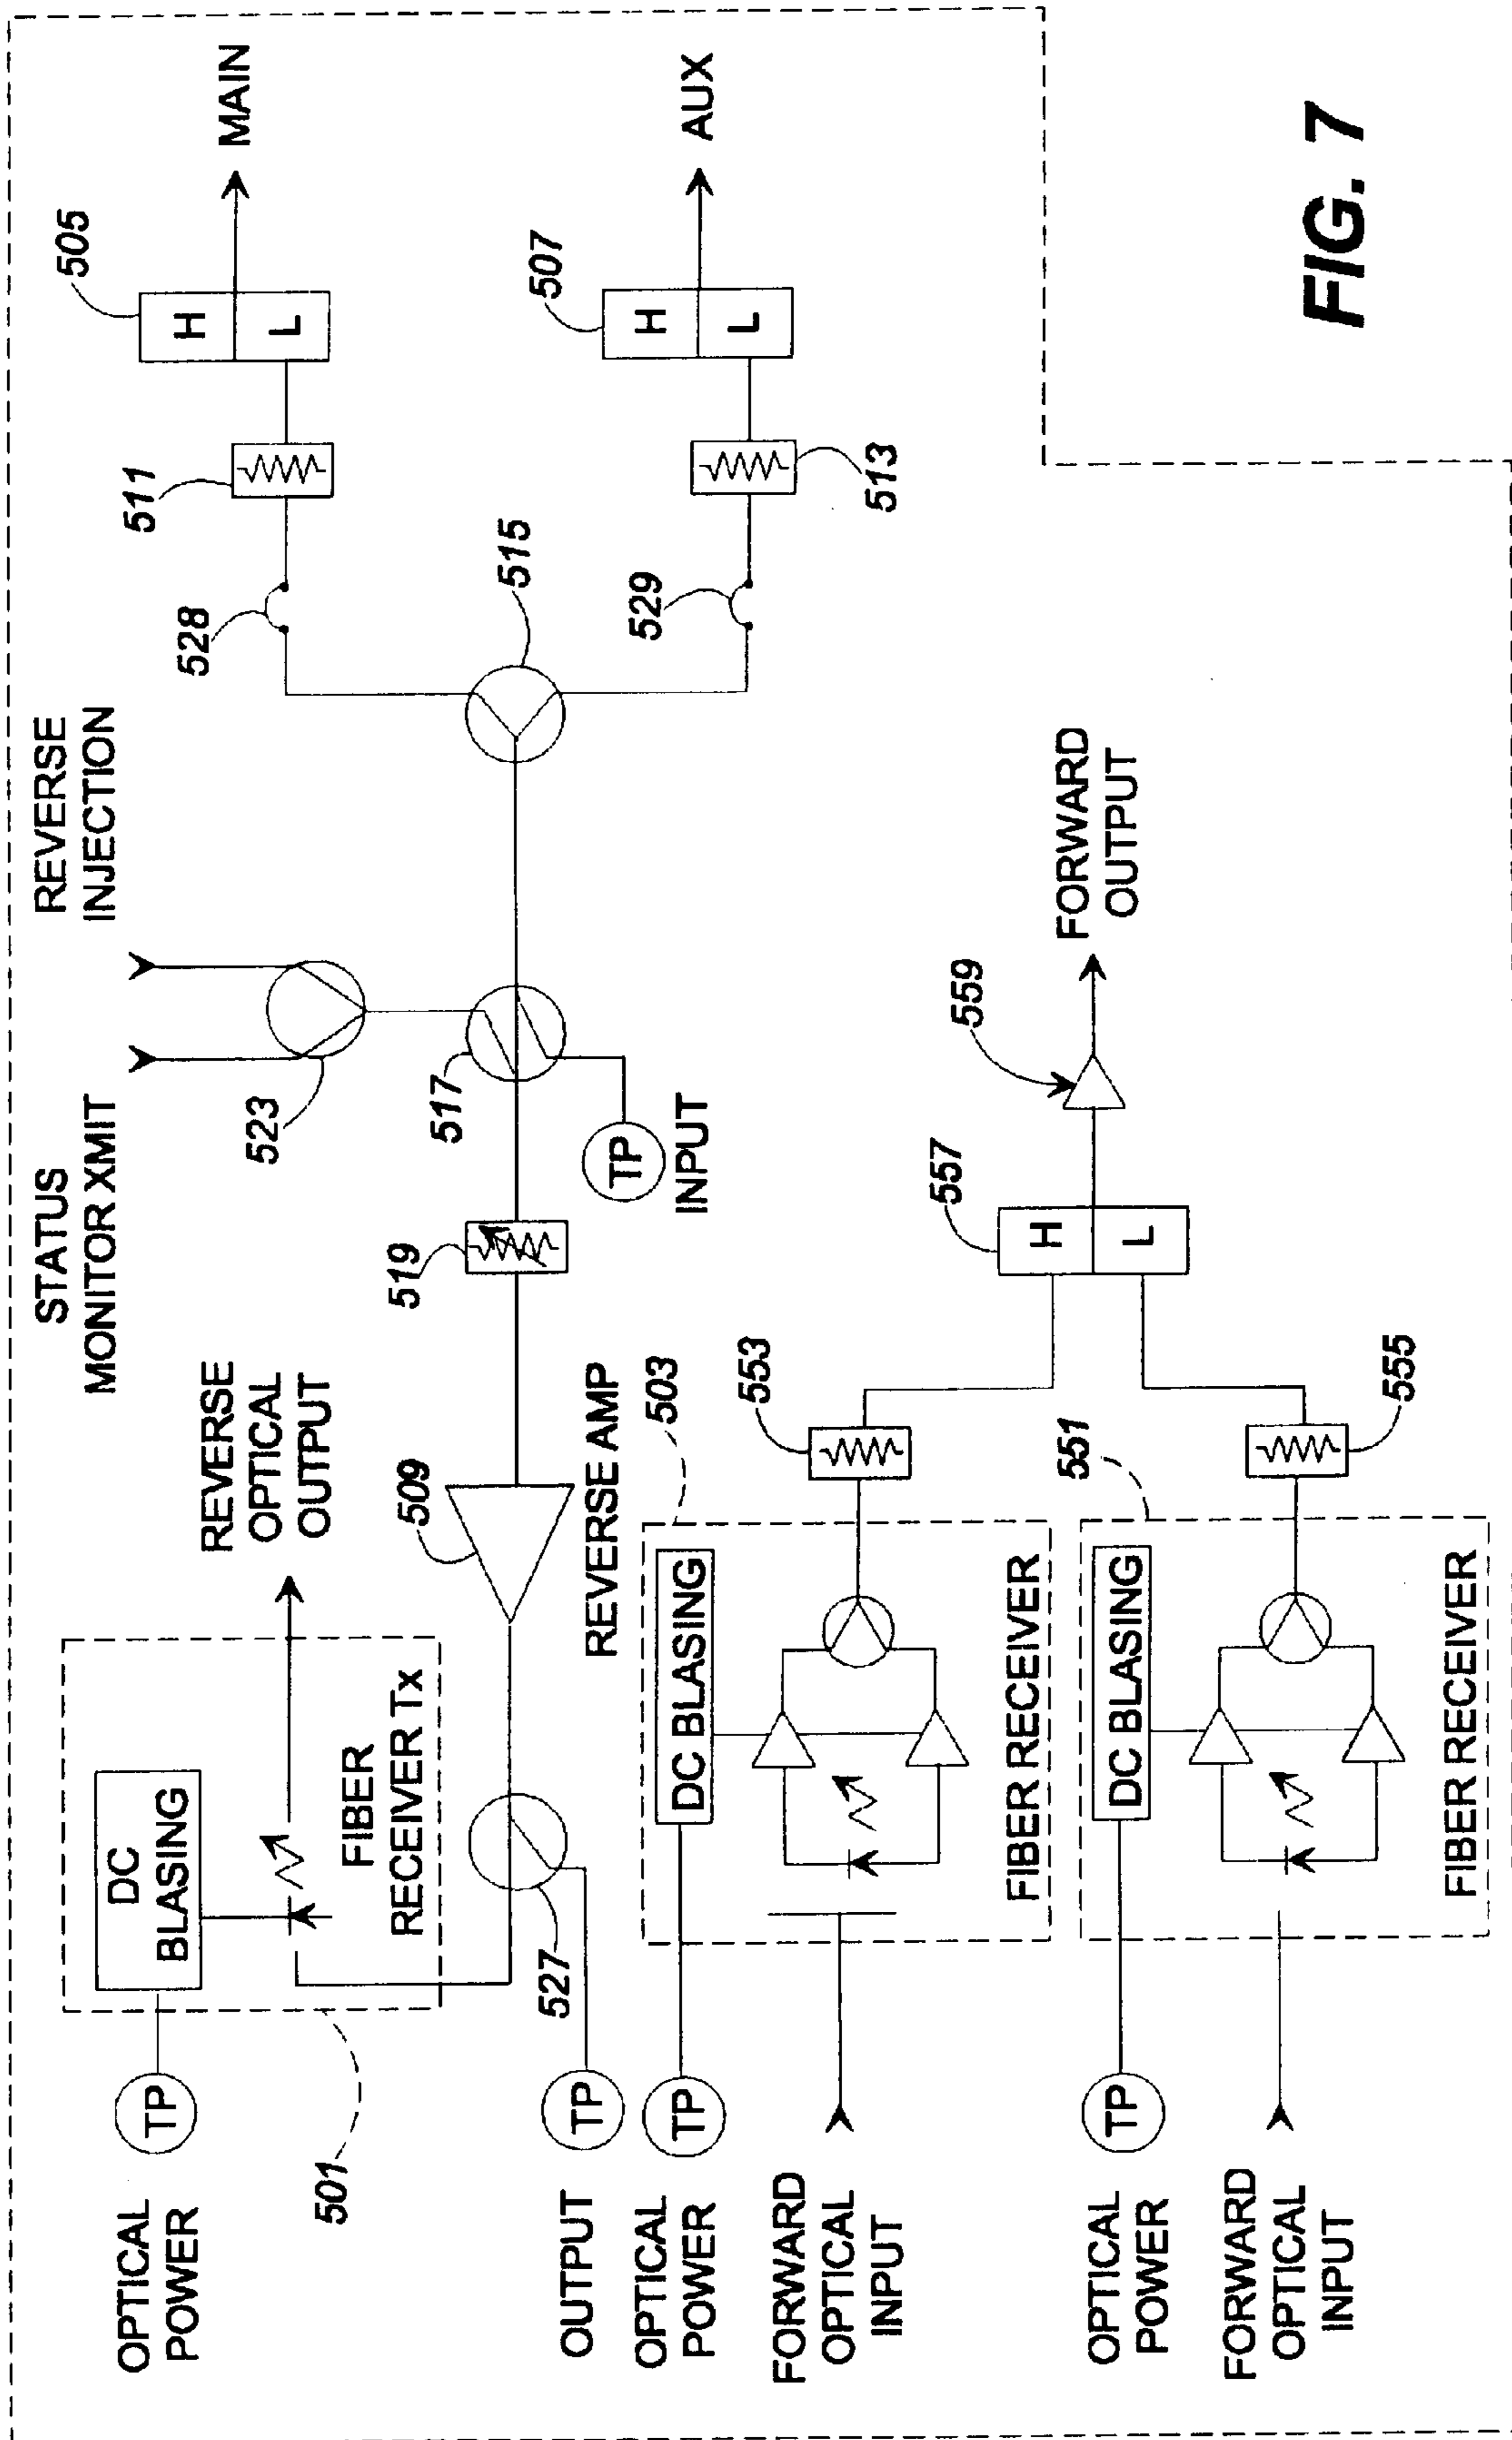 OPTICAL
POWER
TP
DC
BLASING
501
FIBER
RECEIVER Tx
REVERSE
OPTICAL
OUTPUT
STATUS
MONITOR XMIT
REVERSE
INJECTION
523
528
511
505
H
L
MAIN
OUTPUT
TP
527
509
REVERSE AMP
519
517
TP
INPUT
515
529
513
507
H
L
AUX
OPTICAL
POWER
TP
DC BLASING
503
FORWARD
OPTICAL
INPUT
FIBER RECEIVER
553
557
H
L
559
FORWARD
OUTPUT
OPTICAL
POWER
TP
DC BLASING
551
FORWARD
OPTICAL
INPUT
FIBER RECEIVER
555
FIG. 7